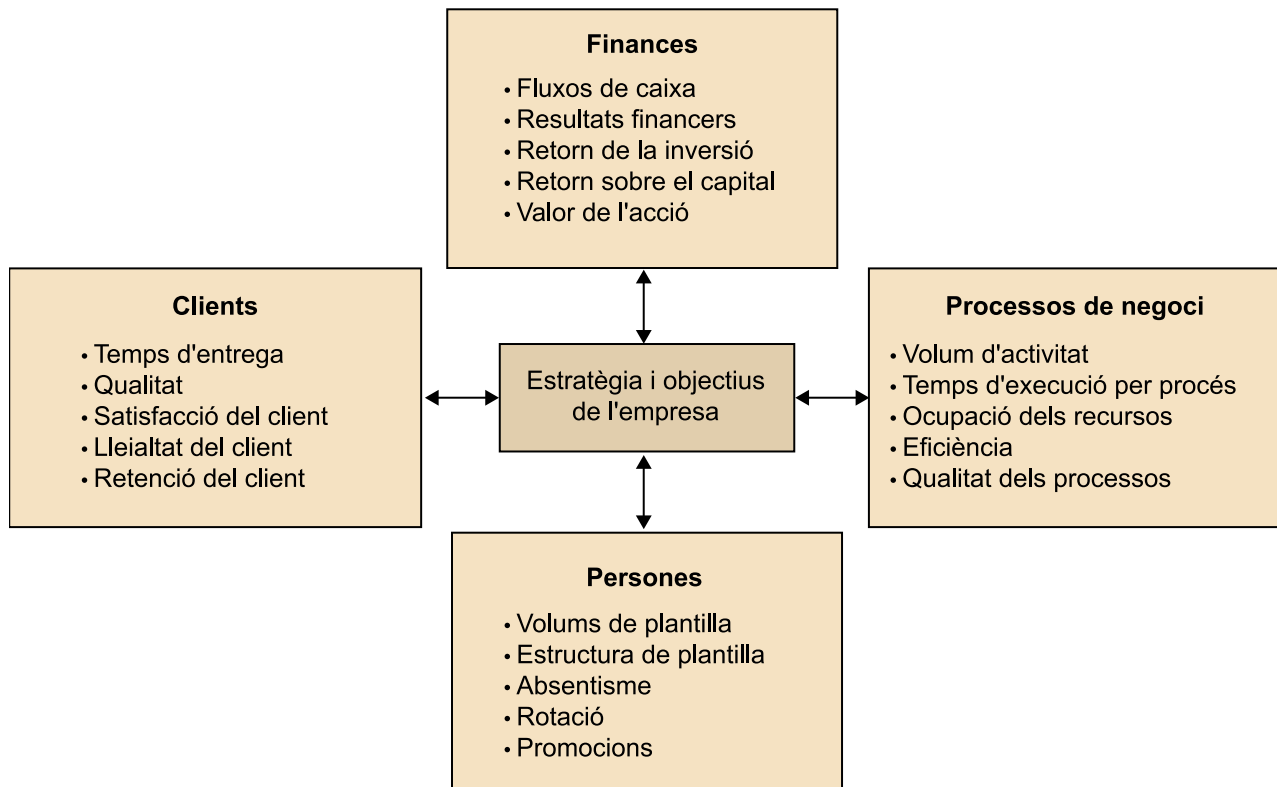 Finances
• Fluxos de caixa
• Resultats financers
• Retorn de la inversió
• Retorn sobre el capital
• Valor de l'acció
Clients
• Temps d'entrega
• Qualitat
• Satisfacció del client
• Lleialtat del client
• Retenció del client
Estratègia i objectius
de l'empresa
Processos de negoci
• Volum d'activitat
• Temps d'execució per procés
• Ocupació dels recursos
• Eficiència
• Qualitat dels processos
Persones
• Volums de plantilla
• Estructura de plantilla
• Absentisme
• Rotació
• Promocions